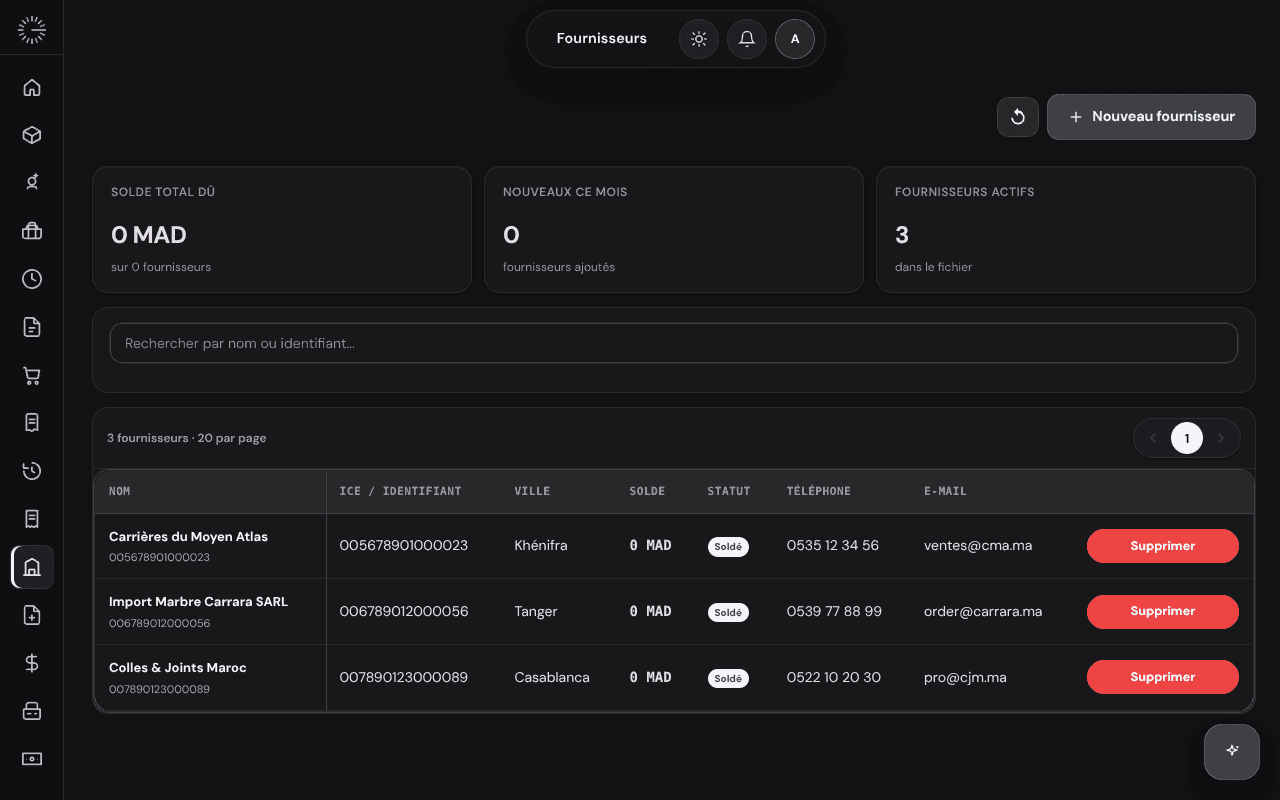 Fournisseurs
A
Nouveau fournisseur
SOLDE TOTAL DÛ
0 MAD
sur 0 fournisseurs
NOUVEAUX CE MOIS
0
fournisseurs ajoutés
FOURNISSEURS ACTIFS
3
dans le fichier
Rechercher par nom ou identifiant...
3 fournisseurs · 20 par page
1
NOM ICE / IDENTIFIANT VILLE SOLDE STATUT TÉLÉPHONE E-MAIL
Carrières du Moyen Atlas
005678901000023
005678901000023 Khénifra 0 MAD Soldé 0535 12 34 56 ventes@cma.ma Supprimer
Import Marbre Carrara SARL
006789012000056
006789012000056 Tanger 0 MAD Soldé 0539 77 88 99 order@carrara.ma Supprimer
Colles & Joints Maroc
007890123000089
007890123000089 Casablanca 0 MAD Soldé 0522 10 20 30 pro@cjm.ma Supprimer